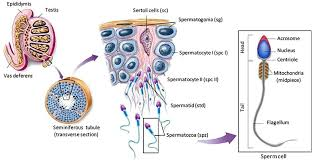 Epididymis
Testis
Vas deferens
Seminiferous tubule
(transverse section)
Sertoli cells (sc)
Spermatogonia (sg)
Spermatocyte I (spc I)
Spermatocyte II (spc II)
Spermatid (std)
Spermatozoa (spz)
Head
Tail
Acrosome
Nucleus
Centriole
Mitochondria
(midpiece)
Flagellum
Sperm cell